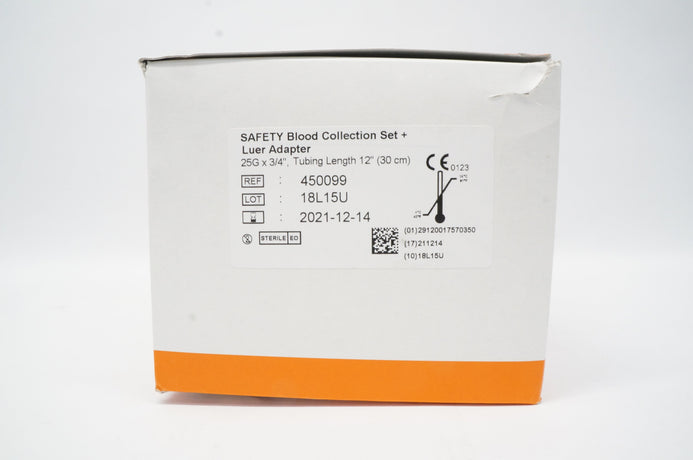 SAFETY Blood Collection Set +
Luer Adapter
25G x 3/4", Tubing Length 12" (30 cm)
REF : 450099
LOT : 18L15U
: 2021-12-14
STERILE EO
CE 0123
(01)29120017570350
(17)211214
(10)18L15U